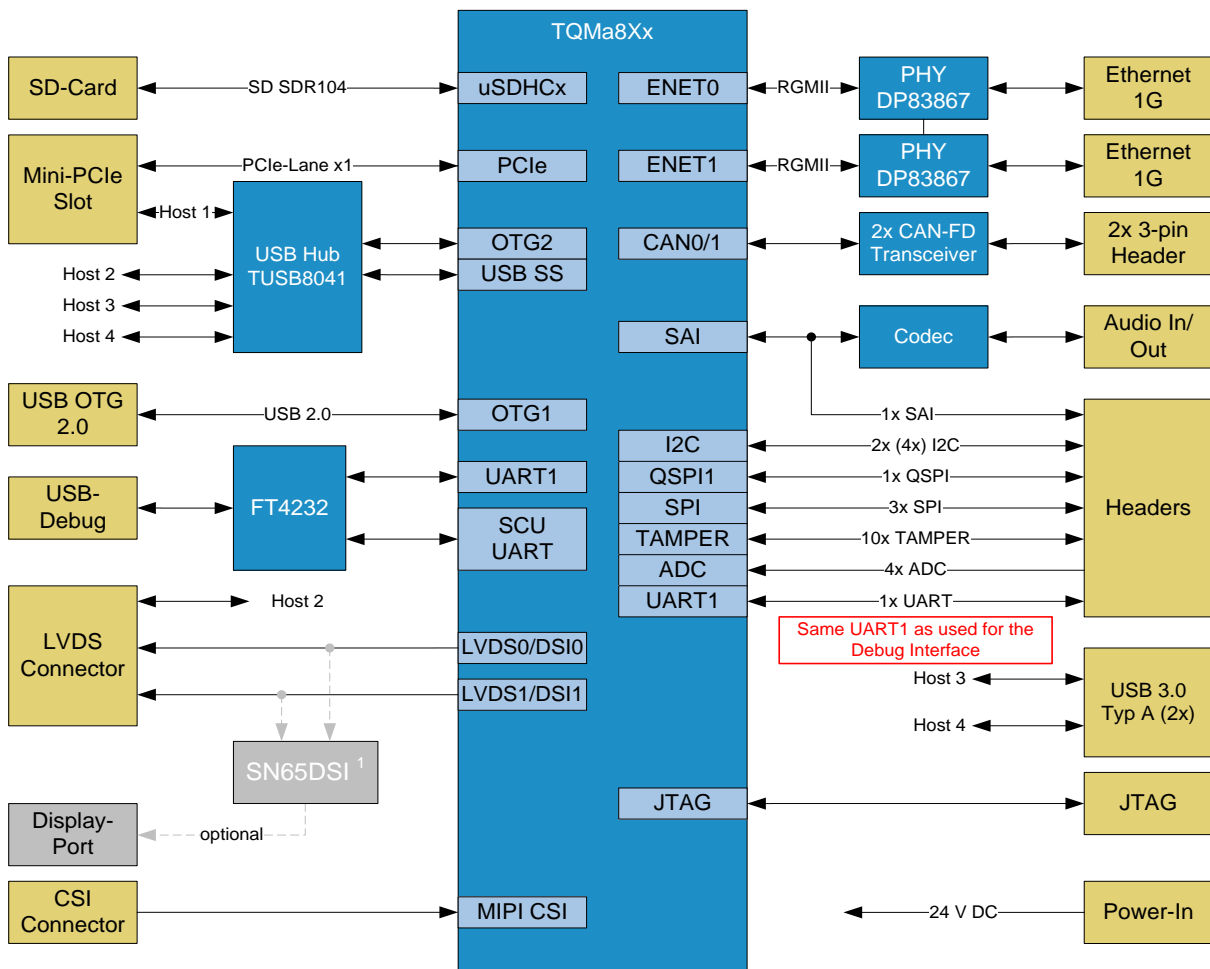 TQMa8Xx
SD-Card
SD SDR104
uSDHCx
ENET0
RGMII
PHY
DP83867
Ethernet
1G
Mini-PCIe
Slot
PCIe-Lane x1
PCIe
ENET1
RGMII
PHY
DP83867
Ethernet
1G
Host 1
USB Hub
TUSB8041
Host 2
Host 3
Host 4
OTG2
USB SS
CAN0/1
2x CAN-FD
Transceiver
2x 3-pin
Header
SAI
Codec
Audio In/
Out
USB OTG
2.0
USB 2.0
OTG1
1x SAI
I2C
2x (4x) I2C
QSPI1
1x QSPI
SPI
3x SPI
TAMPER
10x TAMPER
ADC
4x ADC
UART1
1x UART
Headers
USB-
Debug
FT4232
UART1
SCU
UART
Same UART1 as used for the
Debug Interface
LVDS
Connector
Host 2
LVDS0/DSI0
LVDS1/DSI1
Host 3
Host 4
USB 3.0
Typ A (2x)
SN65DSI 1
Display-
Port
optional
JTAG
JTAG
CSI
Connector
MIPI CSI
24 V DC
Power-In